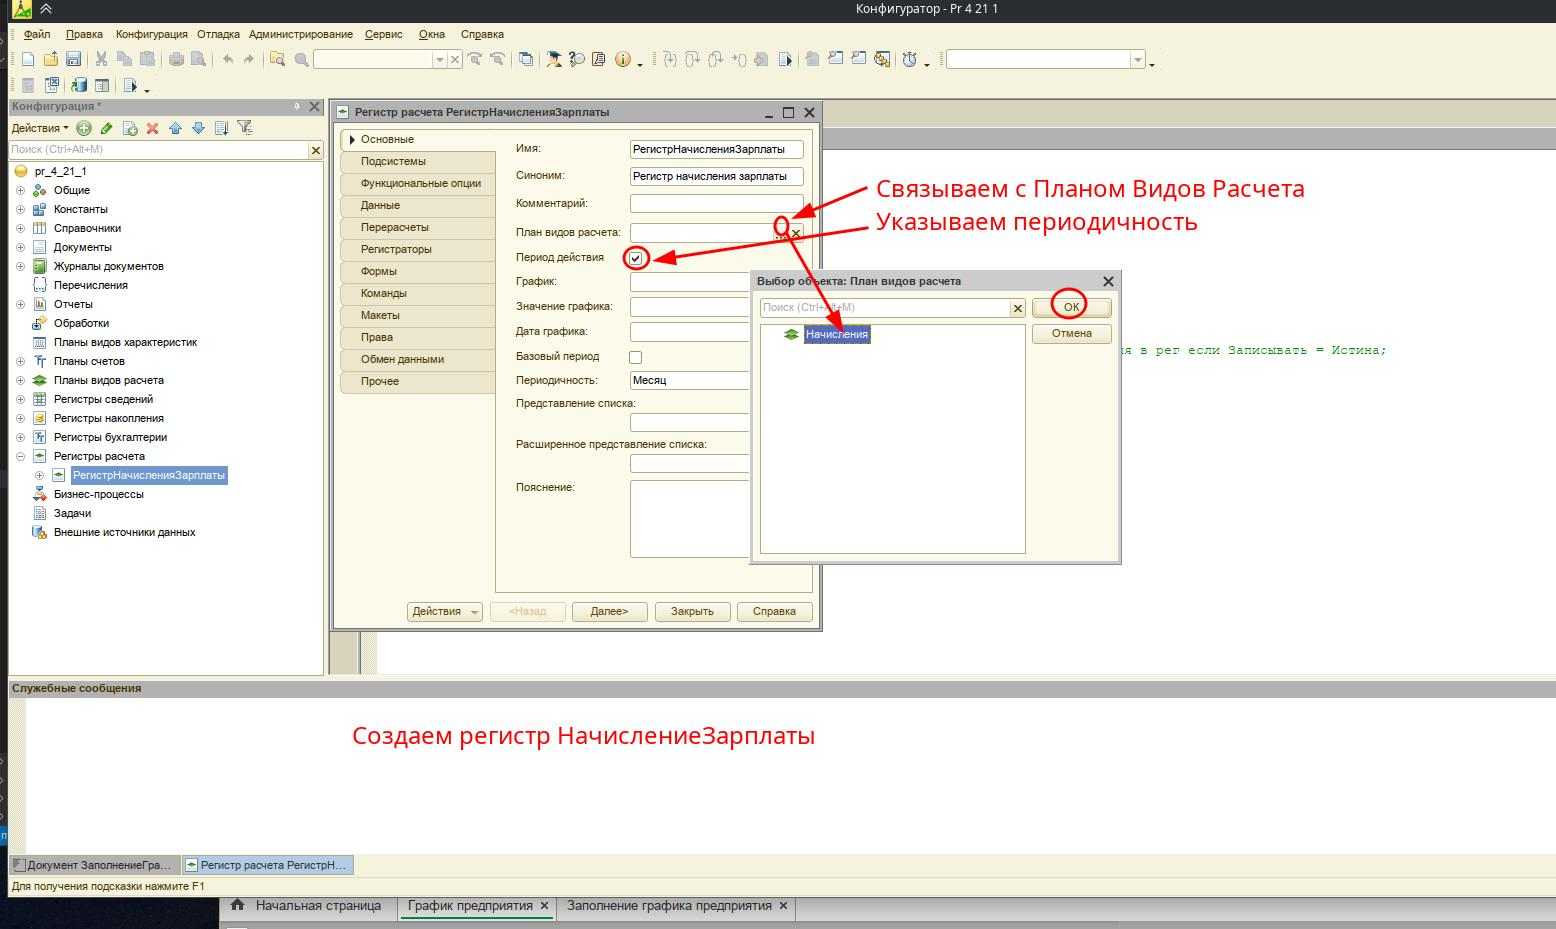 Конфигуратор - Pr 4 21 1
Файл Правка Конфигурация Отладка Администрирование Сервис Окна Справка
Конфигурация *
Действия
Поиск (Ctrl+Alt+M)
pr_4_21_1
Общие
Константы
Справочники
Документы
Журналы документов
Перечисления
Отчеты
Обработки
Планы видов характеристик
Планы счетов
Планы видов расчета
Регистры сведений
Регистры накопления
Регистры бухгалтерии
Регистры расчета
РегистрНачисленияЗарплаты
Бизнес-процессы
Задачи
Внешние источники данных
Регистр расчета РегистрНачисленияЗарплаты
Основные
Подсистемы
Функциональные опции
Данные
Перерасчеты
Регистраторы
Формы
Команды
Макеты
Права
Обмен данными
Прочее
Имя: РегистрНачисленияЗарплаты
Синоним: Регистр начисления зарплаты
Комментарий:
План видов расчета:
Период действия
График:
Значение графика:
Дата графика:
Базовый период
Периодичность: Месяц
Представление списка:
Расширенное представление списка:
Пояснение:
Действия <Назад Далее> Закрыть Справка
Связываем с Планом Видов Расчета
Указываем периодичность
Выбор объекта: План видов расчета
Поиск (Ctrl+Alt+M)
ОК
Начисления
Отмена
я в рег если Записывать = Истина;
Служебные сообщения
Создаем регистр НачислениеЗарплаты
Документ ЗаполнениеГра... Регистр расчета РегистрН...
Для получения подсказки нажмите F1
Начальная страница График предприятия Заполнение графика предприятия